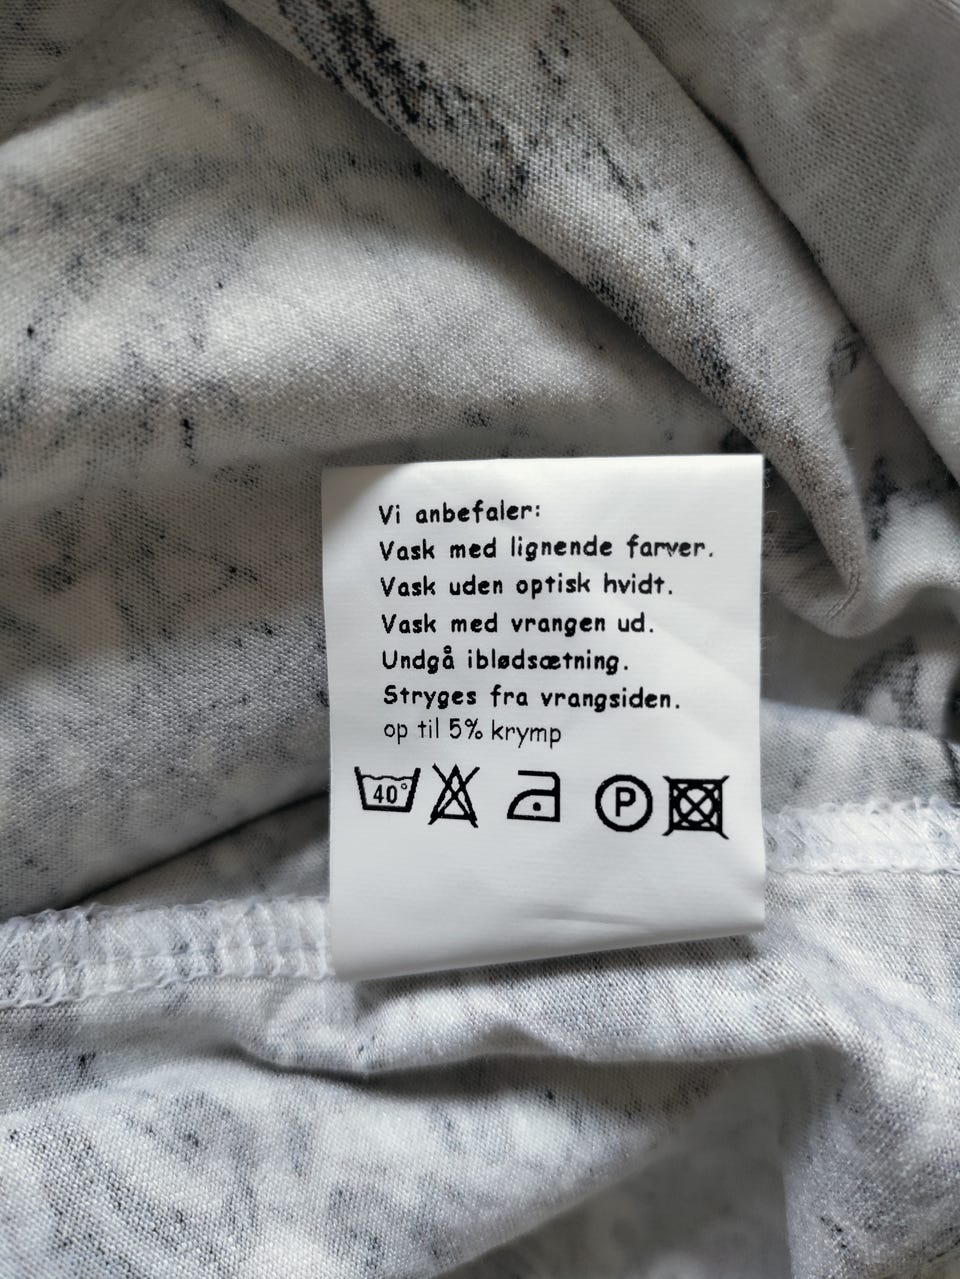 Vi anbefaler:
Vask med lignende farver.
Vask uden optisk hvidt.
Vask med vrangen ud.
Undgå iblødsætning.
Stryges fra vrangsiden.
op til 5% krymp
40° P